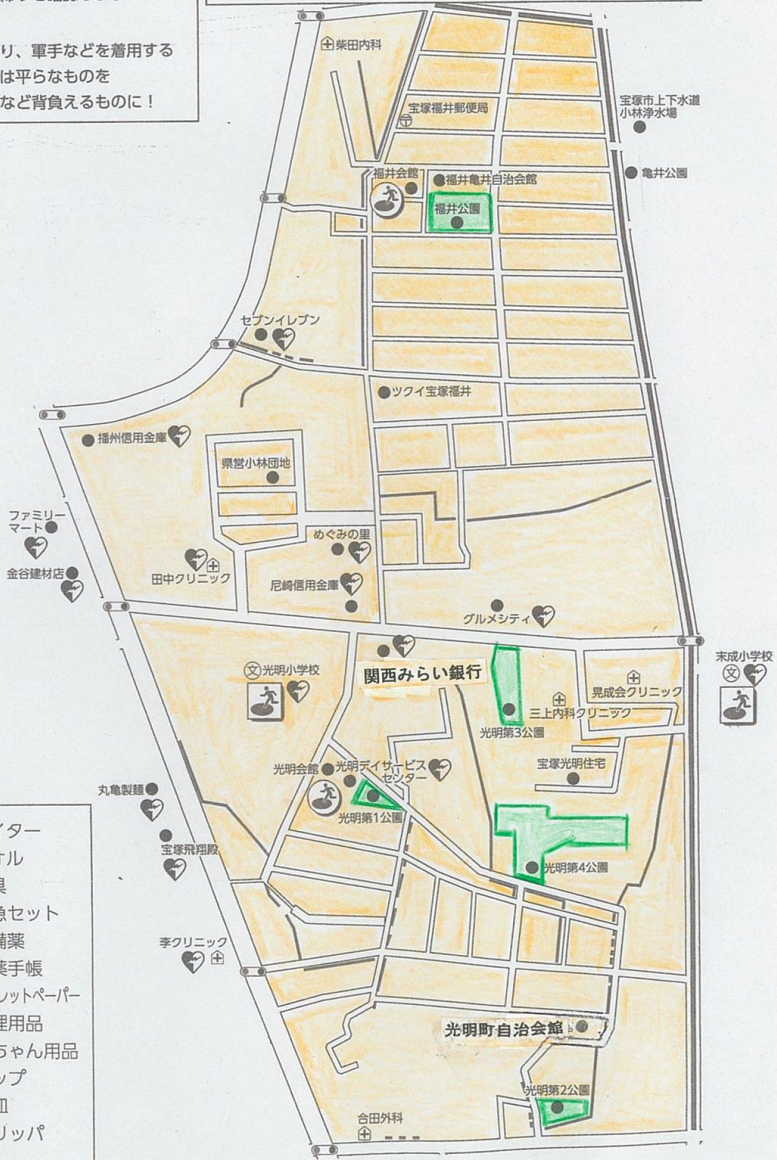 り、軍手などを着用する
は平らなものを
など背負えるものに！
柴田内科
宝塚福井郵便局
〒
宝塚市上下水道
小林浄水場
亀井公園
福井会館
福井亀井自治会館
福井公園
セブンイレブン
ツクイ宝塚福井
播州信用金庫
県営小林団地
ファミリー
マート
めぐみの里
金谷建材店
田中クリニック
尼崎信用金庫
グルメシティ
関西みらい銀行
文 光明小学校
末成小学校
文
晃成会クリニック
三上内科クリニック
光明第3公園
光明会館
光明デイサービス
センター
宝塚光明住宅
丸亀製麺
光明第1公園
宝塚飛翔殿
光明第4公園
イター
オル
具
急セット
備薬
薬手帳
レットペーパー
理用品
ちゃん用品
ップ
皿
リッパ
李クリニック
光明町自治会館
光明第2公園
合田外科